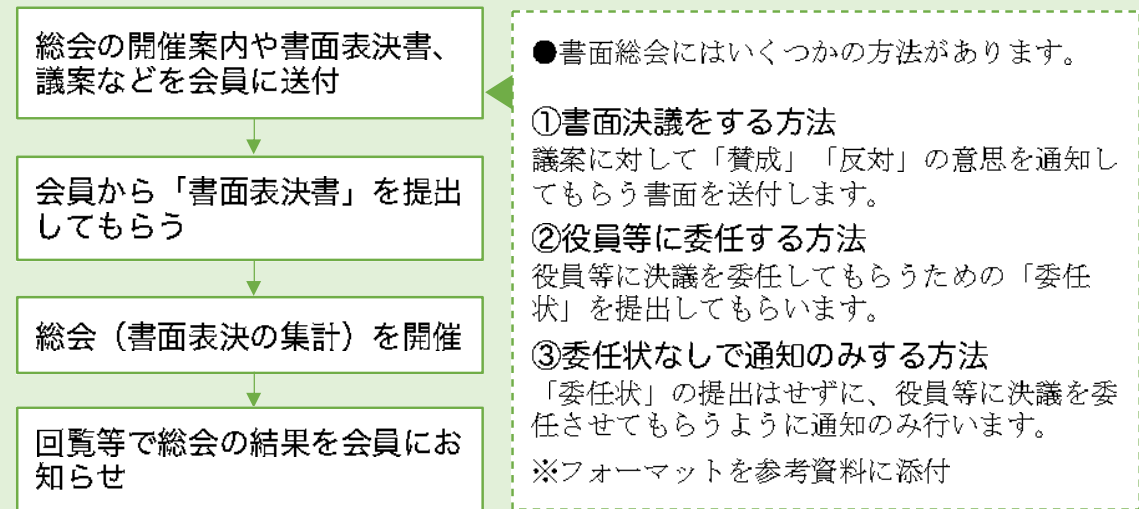 総会の開催案内や書面表決書、
議案などを会員に送付
会員から「書面表決書」を提出
してもらう
総会（書面表決の集計）を開催
回覧等で総会の結果を会員にお
知らせ
●書面総会にはいくつかの方法があります。
①書面決議をする方法
議案に対して「賛成」「反対」の意思を通知し
てもらう書面を送付します。
②役員等に委任する方法
役員等に決議を委任してもらうための「委任
状」を提出してもらいます。
③委任状なしで通知のみする方法
「委任状」の提出はせずに、役員等に決議を委
任させてもらうように通知のみ行います。
※フォーマットを参考資料に添付